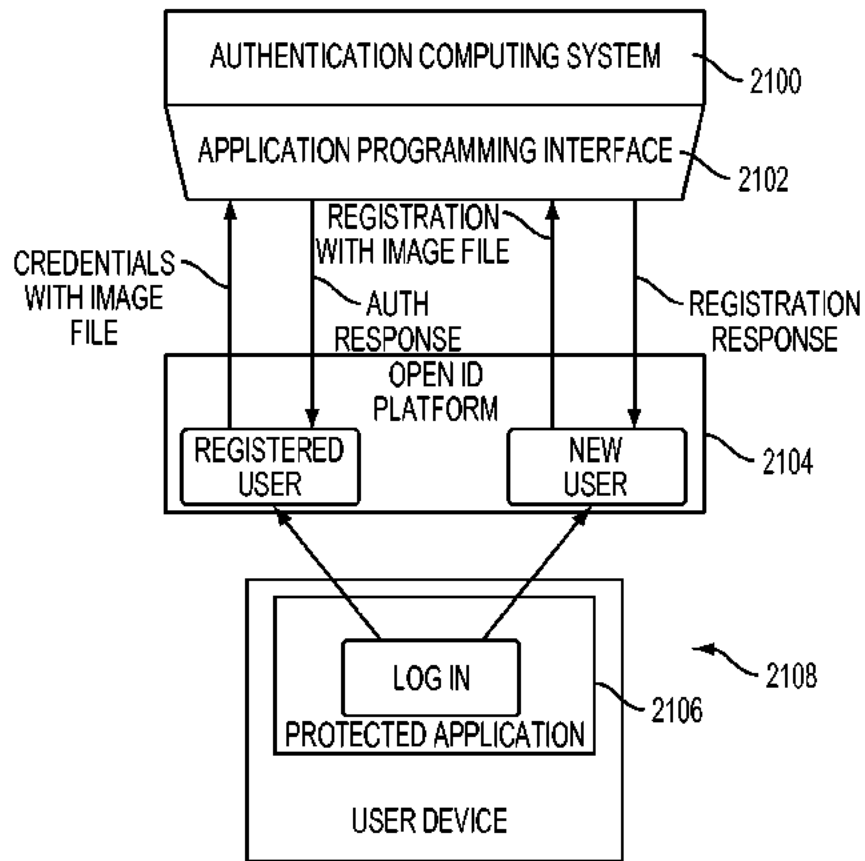 AUTHENTICATION COMPUTING SYSTEM
2100
APPLICATION PROGRAMMING INTERFACE
2102
CREDENTIALS
WITH IMAGE
FILE
AUTH
RESPONSE
REGISTRATION
WITH IMAGE FILE
REGISTRATION
RESPONSE
OPEN ID
PLATFORM
REGISTERED
USER
NEW
USER
2104
LOG IN
PROTECTED APPLICATION
2106
2108
USER DEVICE